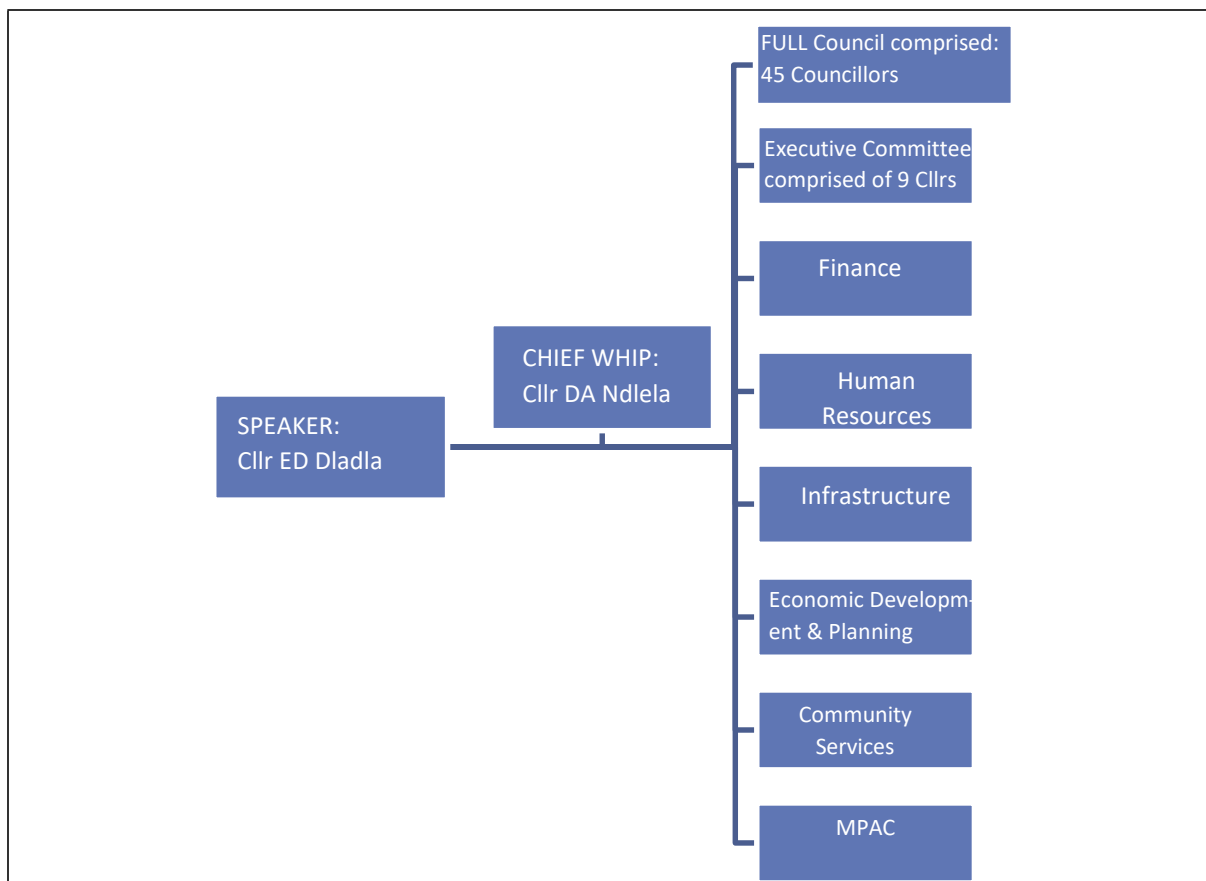 FULL Council comprised:
45 Councillors
Executive Committee
comprised of 9 Cllrs
Finance
CHIEF WHIP:
Cllr DA Ndlela
Human
Resources
SPEAKER:
Cllr ED Dladla
Infrastructure
Economic Developm-
ent & Planning
Community
Services
MPAC